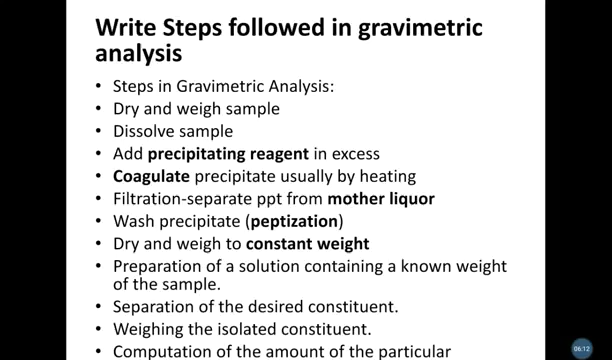 Write Steps followed in gravimetric
analysis
• Steps in Gravimetric Analysis:
• Dry and weigh sample
• Dissolve sample
• Add precipitating reagent in excess
• Coagulate precipitate usually by heating
• Filtration-separate ppt from mother liquor
• Wash precipitate (peptization)
• Dry and weigh to constant weight
• Preparation of a solution containing a known weight
of the sample.
• Separation of the desired constituent.
• Weighing the isolated constituent.
• Computation of the amount of the particular
06:12